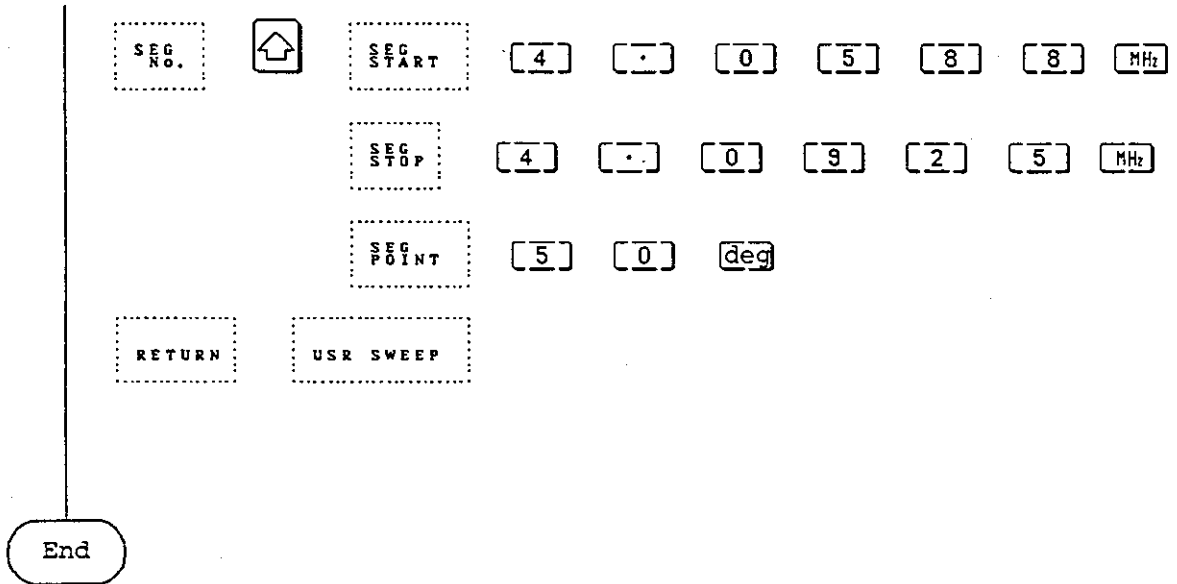 SEG No. SEG START 4 . 0 5 8 8 MHz
SEG STOP 4 . 0 9 2 5 MHz
SEG POINT 5 0 deg
RETURN USR SWEEP
End